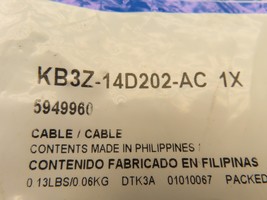 KB3Z-14D202-AC 1X
5949960
CABLE / CABLE
CONTENTS MADE IN PHILIPPINES
CONTENIDO FABRICADO EN FILIPINAS
0.13LBS/0.06KG DTK3A 01010067 PACKED